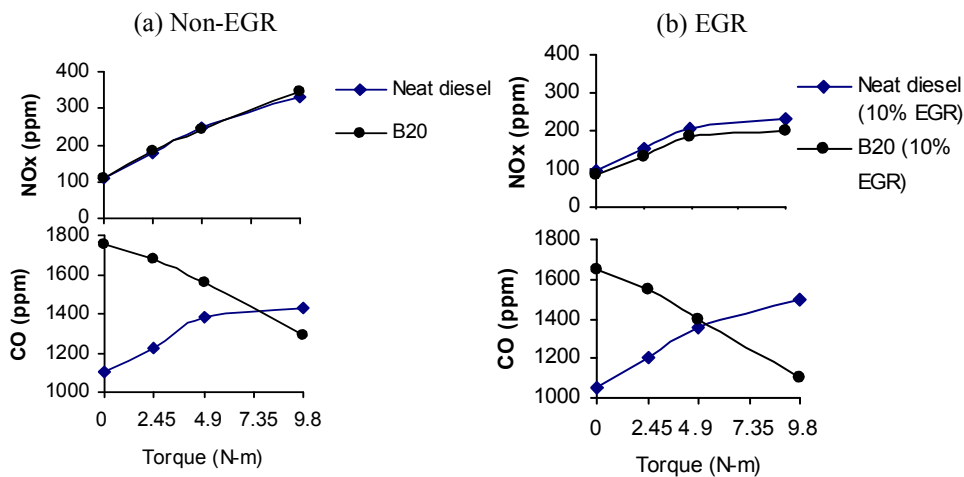 (a) Non-EGR
NOx (ppm)
400
300
200
100
0
Neat diesel
B20
CO (ppm)
1800
1600
1400
1200
1000
0 2.45 4.9 7.35 9.8
Torque (N-m)
(b) EGR
NOx (ppm)
400
300
200
100
0
Neat diesel
(10% EGR)
B20 (10%
EGR)
CO (ppm)
1800
1600
1400
1200
1000
0 2.45 4.9 7.35 9.8
Torque (N-m)